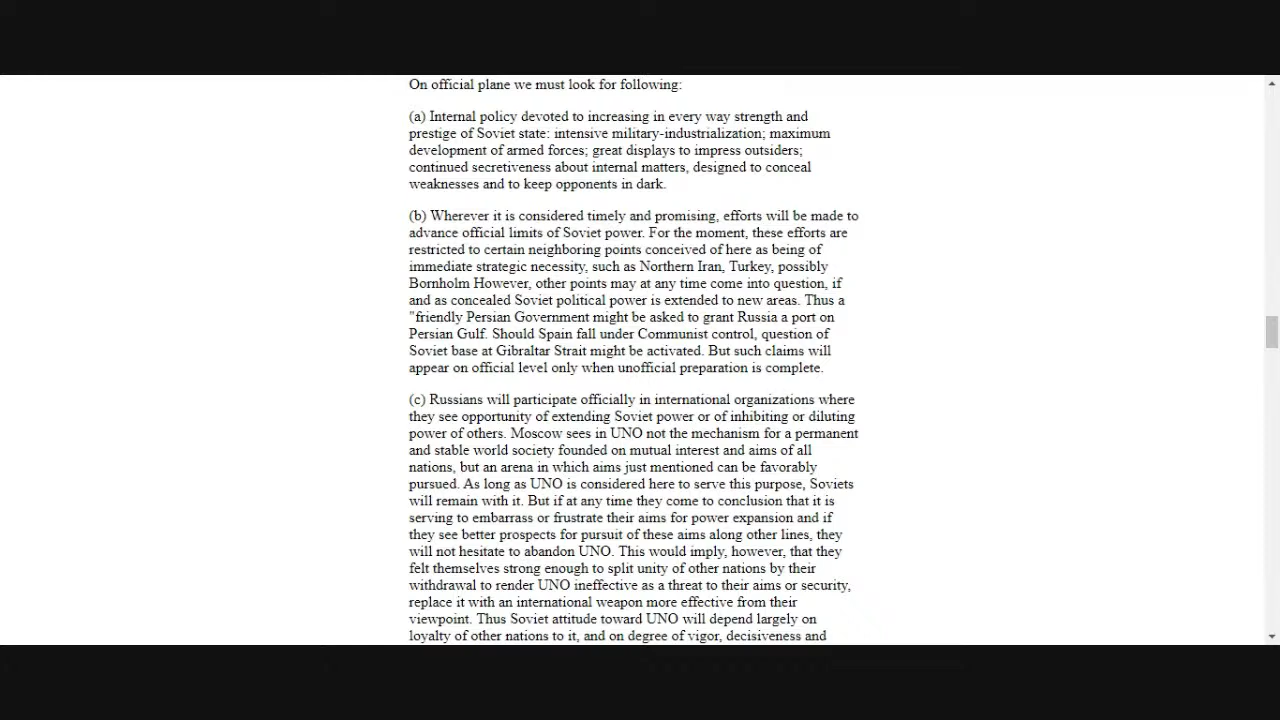 On official plane we must look for following:
(a) Internal policy devoted to increasing in every way strength and
prestige of Soviet state: intensive military-industrialization; maximum
development of armed forces; great displays to impress outsiders;
continued secretiveness about internal matters, designed to conceal
weaknesses and to keep opponents in dark.
(b) Wherever it is considered timely and promising, efforts will be made to
advance official limits of Soviet power. For the moment, these efforts are
restricted to certain neighboring points conceived of here as being of
immediate strategic necessity, such as Northern Iran, Turkey, possibly
Bornholm However, other points may at any time come into question, if
and as concealed Soviet political power is extended to new areas. Thus a
"friendly Persian Government might be asked to grant Russia a port on
Persian Gulf. Should Spain fall under Communist control, question of
Soviet base at Gibraltar Strait might be activated. But such claims will
appear on official level only when unofficial preparation is complete.
(c) Russians will participate officially in international organizations where
they see opportunity of extending Soviet power or of inhibiting or diluting
power of others. Moscow sees in UNO not the mechanism for a permanent
and stable world society founded on mutual interest and aims of all
nations, but an arena in which aims just mentioned can be favorably
pursued. As long as UNO is considered here to serve this purpose, Soviets
will remain with it. But if at any time they come to conclusion that it is
serving to embarrass or frustrate their aims for power expansion and if
they see better prospects for pursuit of these aims along other lines, they
will not hesitate to abandon UNO. This would imply, however, that they
felt themselves strong enough to split unity of other nations by their
withdrawal to render UNO ineffective as a threat to their aims or security,
replace it with an international weapon more effective from their
viewpoint. Thus Soviet attitude toward UNO will depend largely on
loyalty of other nations to it, and on degree of vigor, decisiveness and